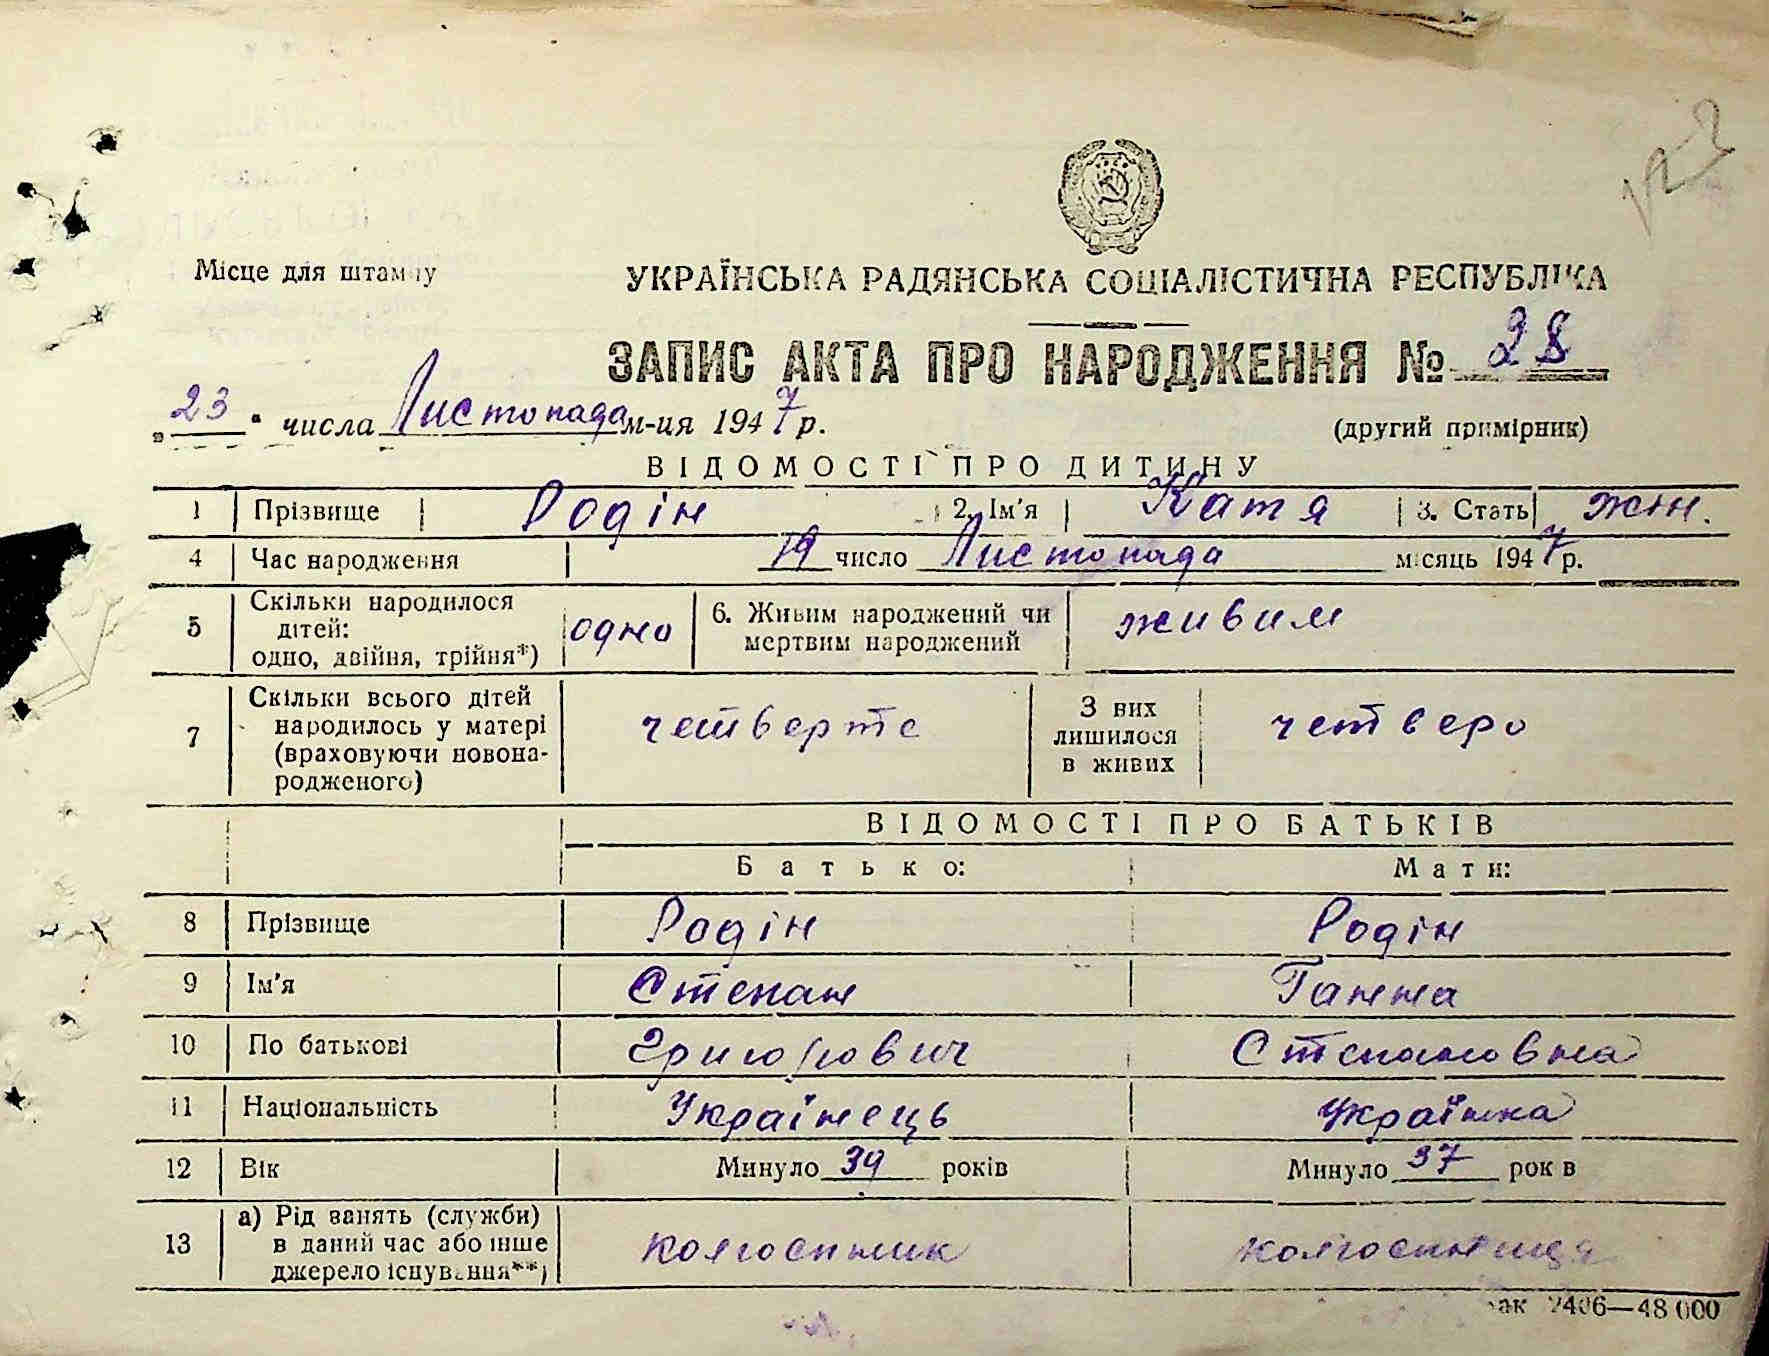 Місце для штампу
УКРАЇНСЬКА РАДЯНСЬКА СОЦІАЛІСТИЧНА РЕСПУБЛІКА
ЗАПИС АКТА ПРО НАРОДЖЕННЯ № 28
„23" числа Листопада м-ця 1947 р.
(другий примірник)
ВІДОМОСТІ ПРО ДИТИНУ
1 Прізвище Родін 2. Ім'я Катя 3. Стать жін.
4 Час народження 19 число Листопада місяць 1947 р.
5 Скільки народилося дітей: одно, двійня, трійня*) одно 6. Живим народжений чи мертвим народжений живим
7 Скільки всього дітей народилось у матері (враховуючи новонародженого) четверте З них лишилося в живих четверо
ВІДОМОСТІ ПРО БАТЬКІВ
Батько: Мати:
8 Прізвище Родін Родін
9 Ім'я Степан Ганна
10 По батькові Григорович Степановна
11 Національність Українець Українка
12 Вік Минуло 39 років Минуло 37 років
13 а) Рід занять (служби) в даний час або інше джерело існування**) колгоспник колгоспниця
2406—48 000